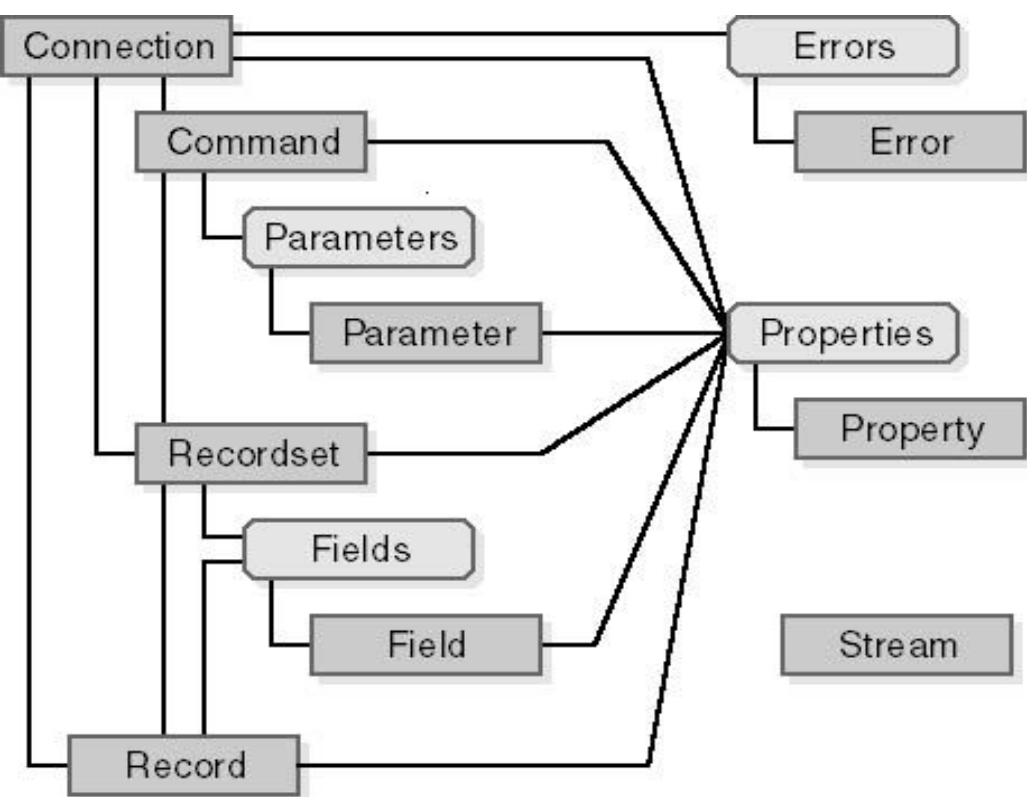 Connection
Errors
Command
Error
Parameters
Parameter
Properties
Property
Recordset
Fields
Field
Stream
Record